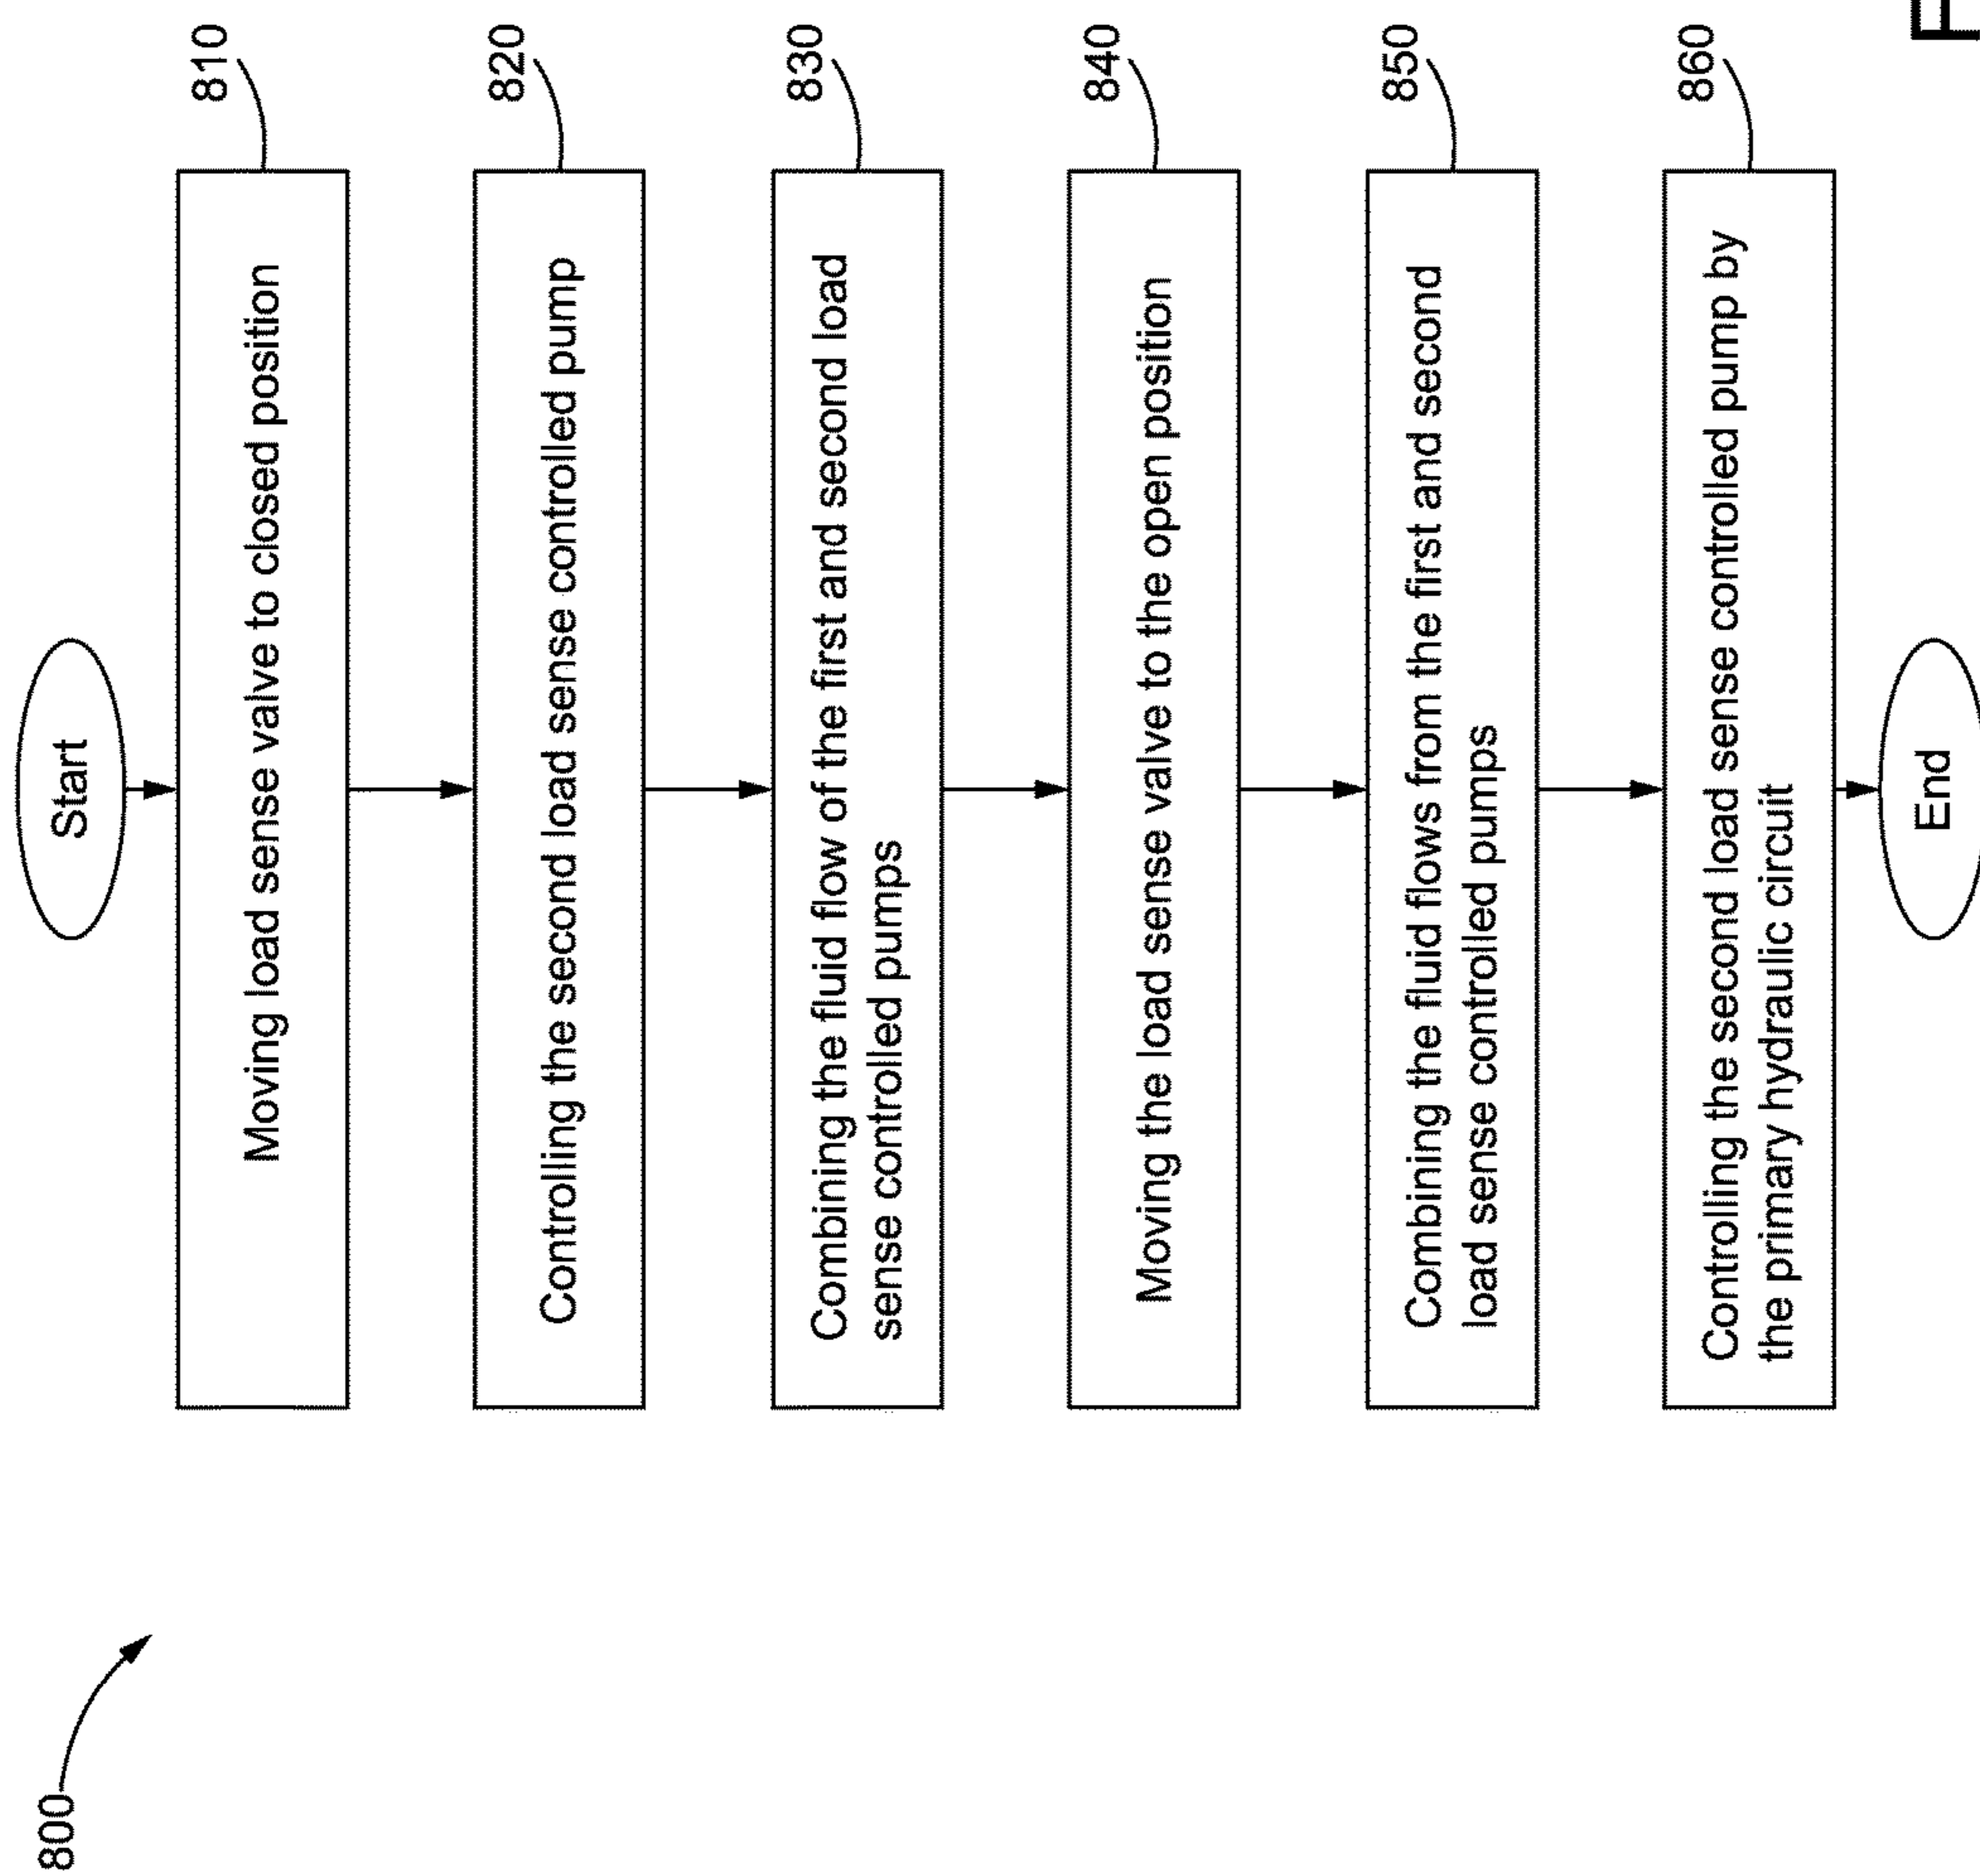 800
Start
810
Moving load sense valve to closed position
820
Controlling the second load sense controlled pump
830
Combining the fluid flow of the first and second load
sense controlled pumps
840
Moving the load sense valve to the open position
850
Combining the fluid flows from the first and second
load sense controlled pumps
860
Controlling the second load sense controlled pump by
the primary hydraulic circuit
End